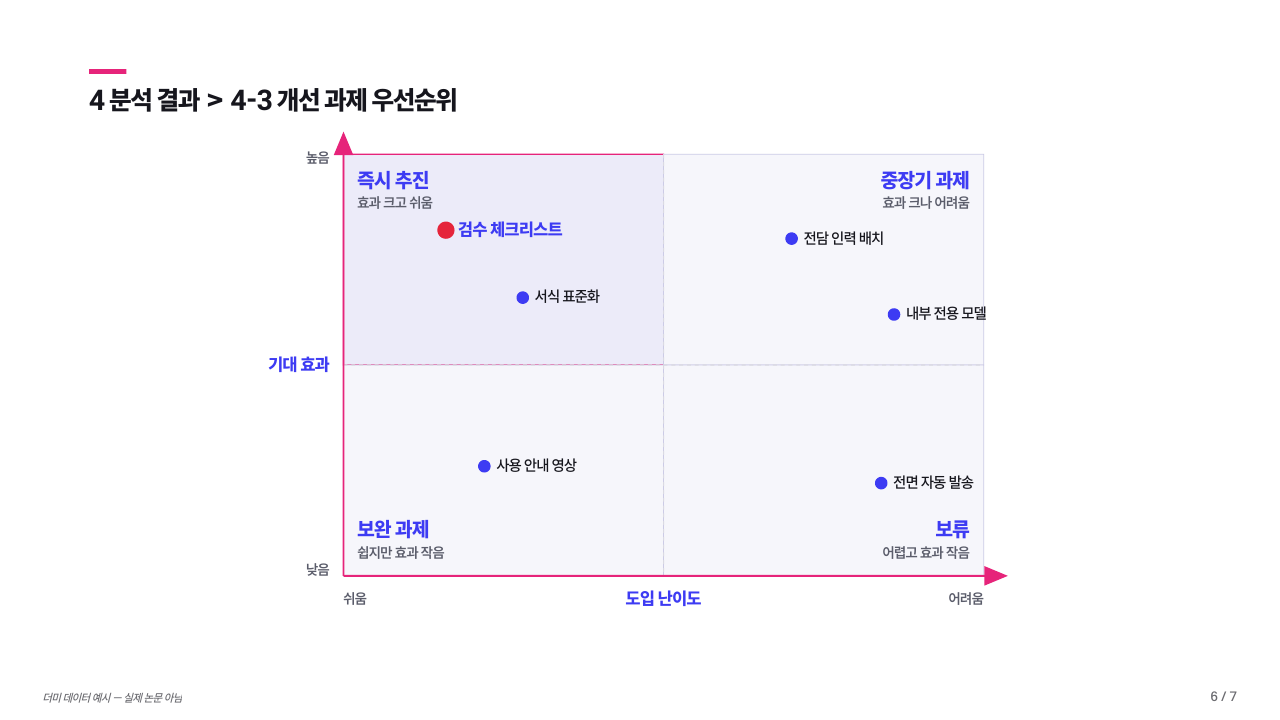 4 분석 결과 > 4-3 개선 과제 우선순위
높음
즉시 추진
효과 크고 쉬움
중장기 과제
효과 크나 어려움
검수 체크리스트
전담 인력 배치
서식 표준화
내부 전용 모델
기대 효과
사용 안내 영상
전면 자동 발송
보완 과제
쉽지만 효과 작음
보류
어렵고 효과 작음
낮음
쉬움
도입 난이도
어려움
더미 데이터 예시 — 실제 논문 아님
6 / 7